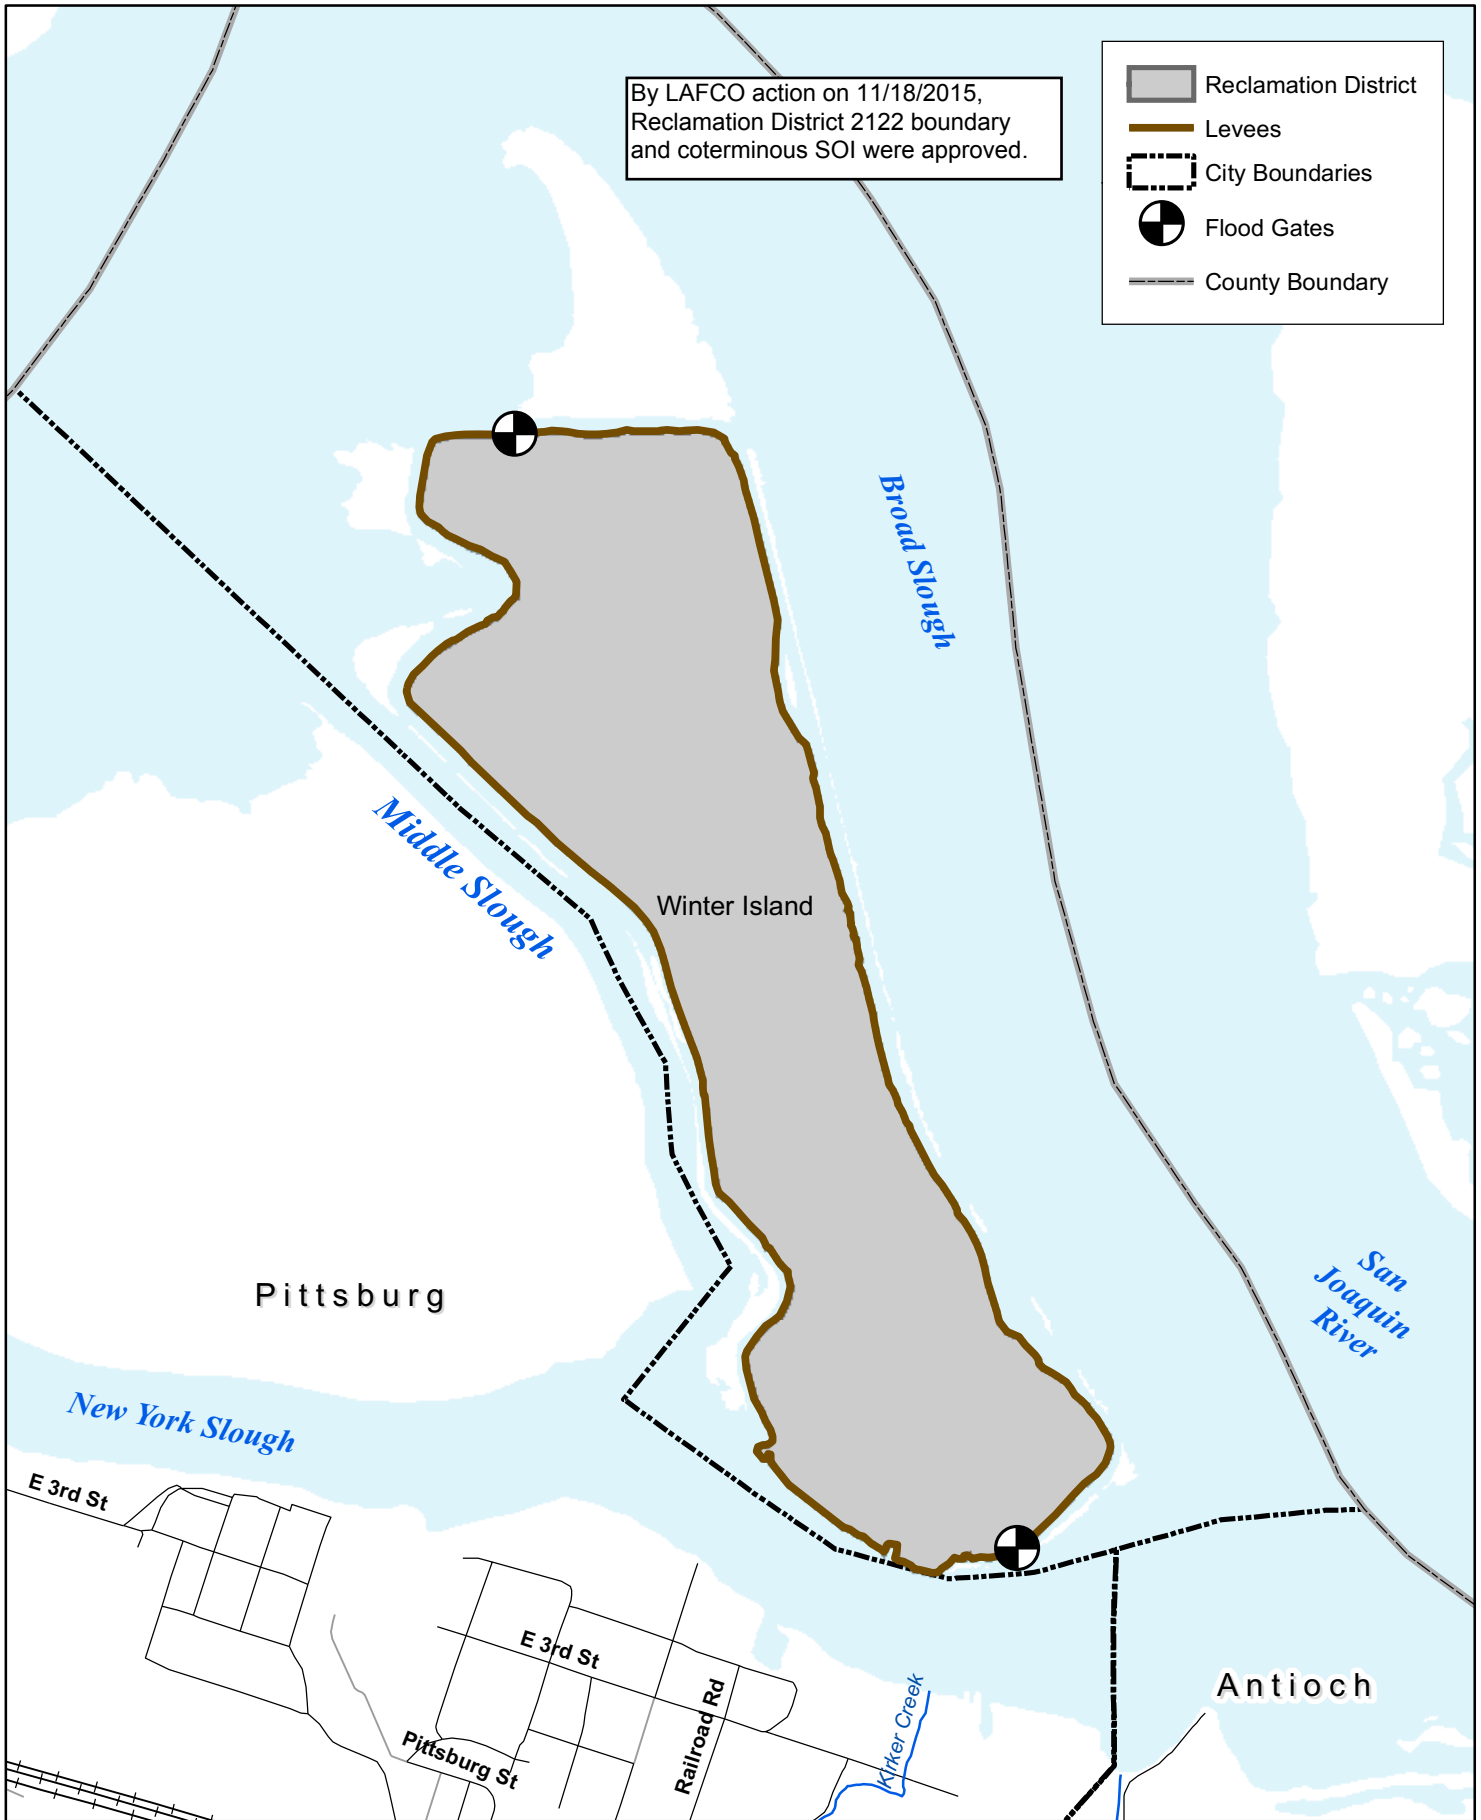 By LAFCO action on 11/18/2015,
Reclamation District 2122 boundary
and coterminous SOI were approved.
Reclamation District
Levees
City Boundaries
Flood Gates
County Boundary
Broad Slough
Middle Slough
Winter Island
Pittsburg
San
Joaquin
River
New York Slough
E 3rd St
E 3rd St
Railroad Rd
Pittsburg St
Kirker Creek
Antioch